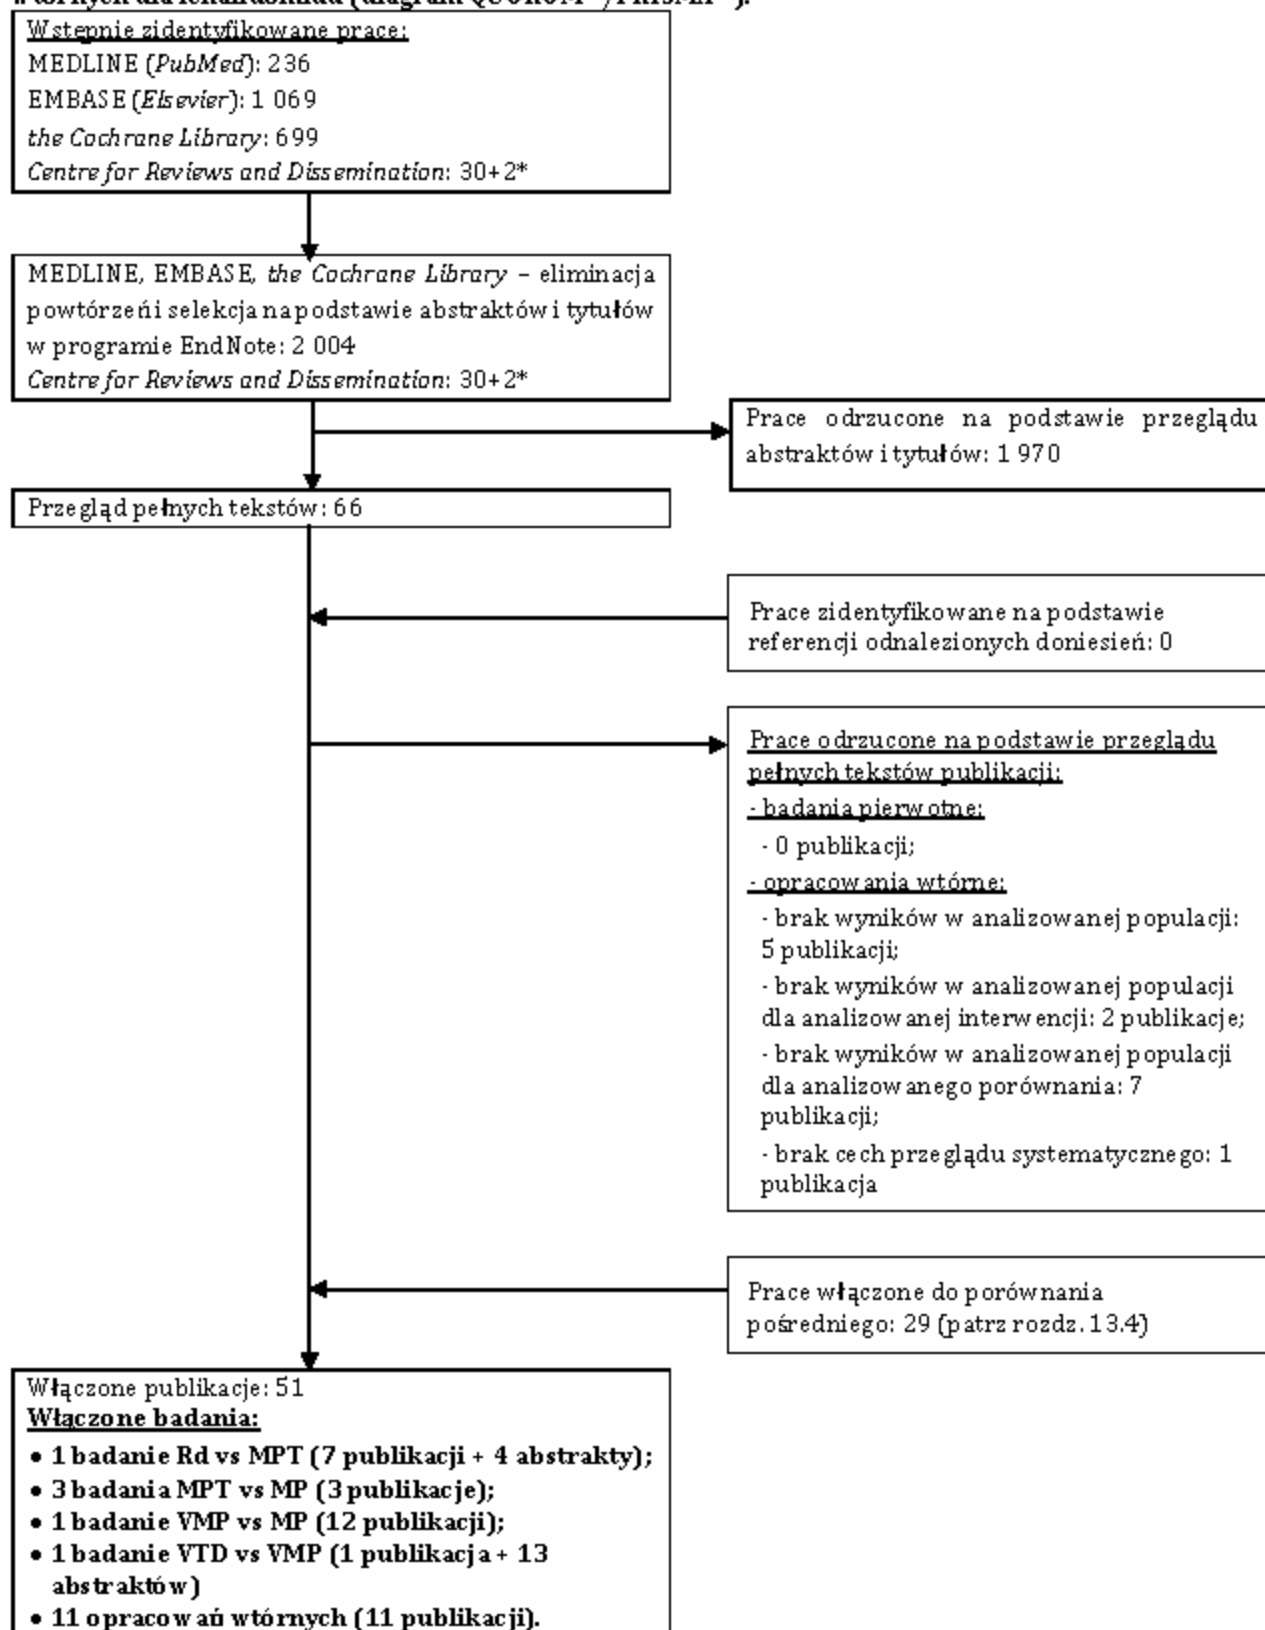 Wstępnie zidentyfikowane prace:
MEDLINE (PubMed): 236
EMBASE (Elsevier): 1 069
the Cochrane Library: 699
Centre for Reviews and Dissemination: 30+2*
MEDLINE, EMBASE, the Cochrane Library – eliminacja
powtórzeń i selekcja na podstawie abstraktów i tytułów
w programie EndNote: 2 004
Centre for Reviews and Dissemination: 30+2*
Prace odrzucone na podstawie przeglądu
abstraktów i tytułów: 1 970
Przegląd pełnych tekstów: 66
Prace zidentyfikowane na podstawie
referencji odnalezionych doniesień: 0
Prace odrzucone na podstawie przeglądu
pełnych tekstów publikacji:
- badania pierwotne:
- 0 publikacji;
- opracowania wtórne:
- brak wyników w analizowanej populacji:
5 publikacji;
- brak wyników w analizowanej populacji
dla analizowanej interwencji: 2 publikacje;
- brak wyników w analizowanej populacji
dla analizowanego porównania: 7
publikacji;
- brak cech przeglądu systematycznego: 1
publikacja
Prace włączone do porównania
pośredniego: 29 (patrz rozdz. 13.4)
Włączone publikacje: 51
Włączone badania:
• 1 badanie Rd vs MPT (7 publikacji + 4 abstrakty);
• 3 badania MPT vs MP (3 publikacje);
• 1 badanie VMP vs MP (12 publikacji);
• 1 badanie VTD vs VMP (1 publikacja + 13
abstraktów)
• 11 opracowań wtórnych (11 publikacji).